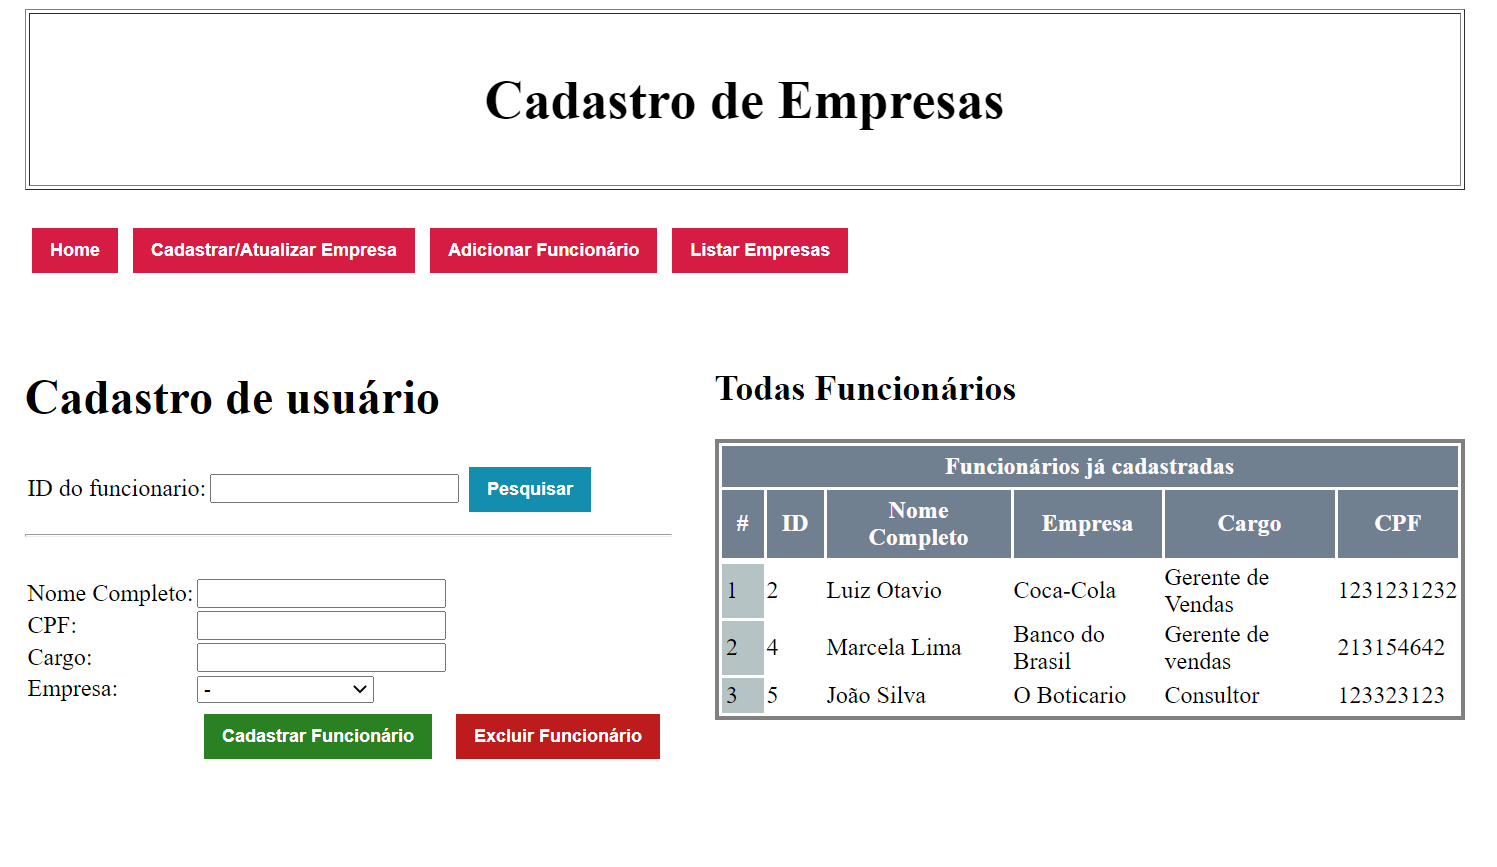 Cadastro de Empresas
Home Cadastrar/Atualizar Empresa Adicionar Funcionário Listar Empresas
Cadastro de usuário
ID do funcionario: Pesquisar
Nome Completo:
CPF:
Cargo:
Empresa: -
Cadastrar Funcionário Excluir Funcionário
Todas Funcionários
Funcionários já cadastradas
# ID Nome Completo Empresa Cargo CPF
1 2 Luiz Otavio Coca-Cola Gerente de Vendas 1231231232
2 4 Marcela Lima Banco do Brasil Gerente de vendas 213154642
3 5 João Silva O Boticario Consultor 123323123